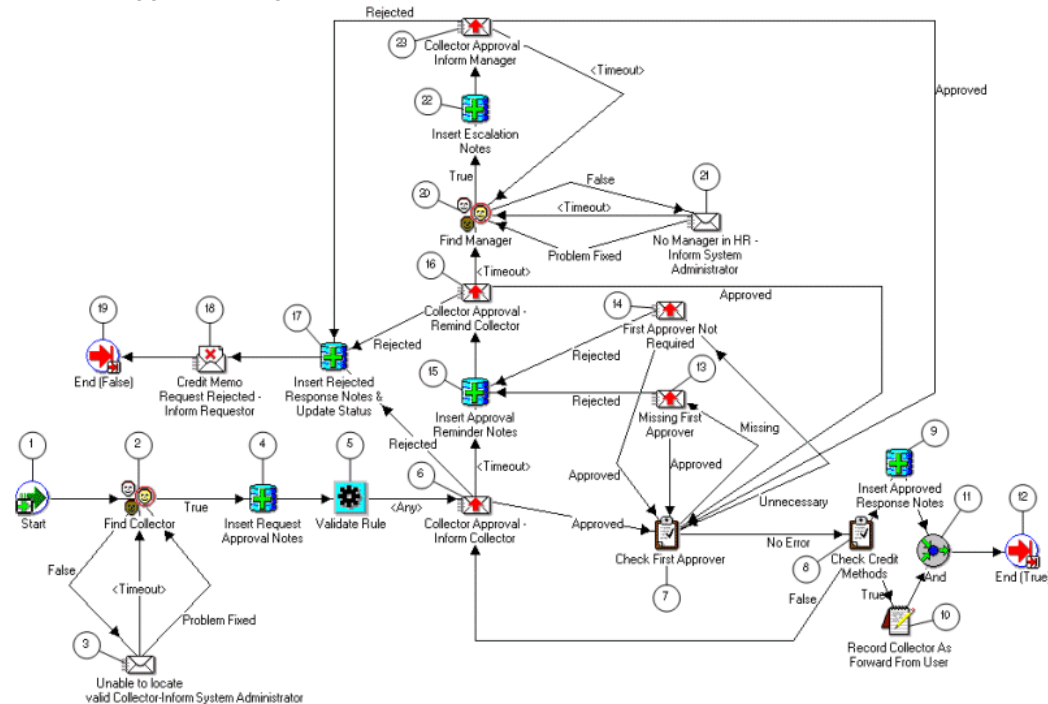 Rejected
23
Collector Approval
Inform Manager
<Timeout>
Approved
22
Insert Escalation
Notes
True
20
False
21
<Timeout>
Find Manager
Problem Fixed
No Manager in HR -
Inform System
Administrator
16
<Timeout>
Approved
19
18
17
Collector Approval -
Remind Collector
14
First Approver Not
Required
Rejected
Rejected
End (False)
Credit Memo
Request Rejected -
Inform Requestor
Insert Rejected
Response Notes &
Update Status
15
Insert Approval
Reminder Notes
13
Rejected
Missing First
Approver
Missing
9
1
2
4
5
Rejected
6
<Timeout>
Approved
Approved
Unnecessary
Insert Approved
Response Notes
11
12
Start
Find Collector
True
Insert Request
Approval Notes
Validate Rule
<Any>
Collector Approval -
Inform Collector
Approved
Check First Approver
No Error
8
Check Credit
Methods
And
End (True)
7
False
True
10
Record Collector As
Forward From User
False
<Timeout>
Problem Fixed
3
Unable to locate
valid Collector-Inform System Administrator